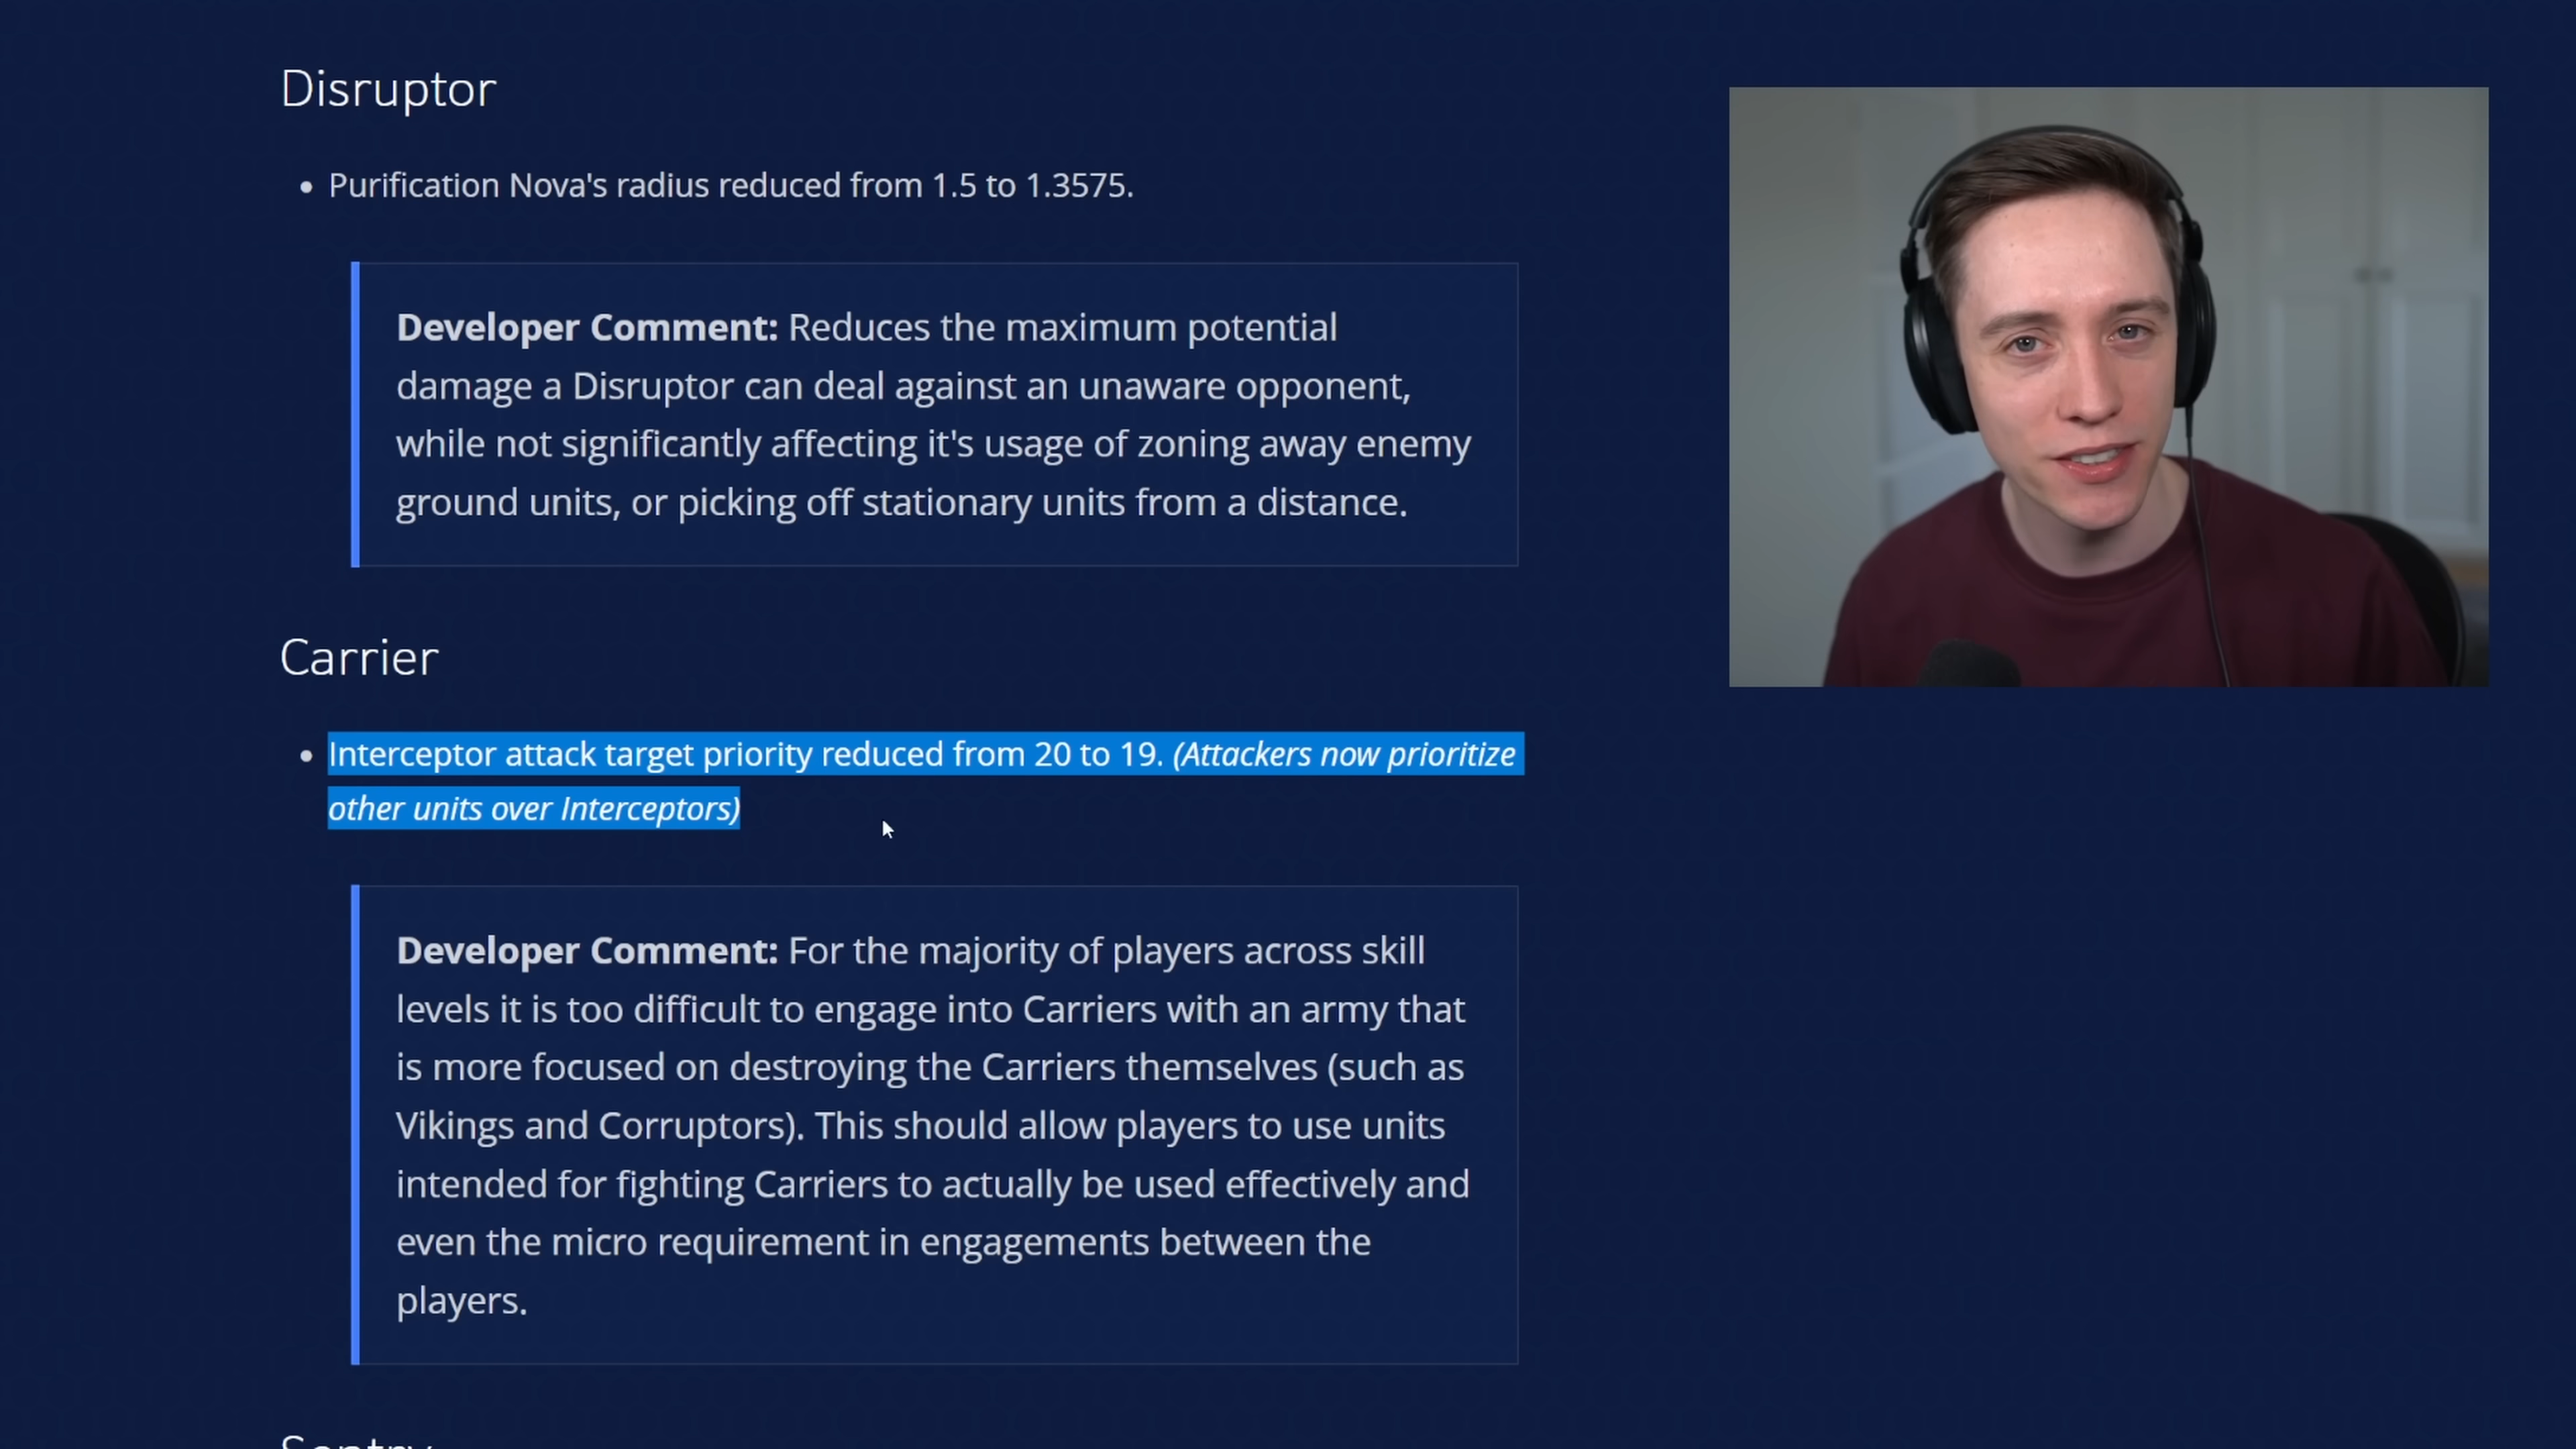 Disruptor
• Purification Nova's radius reduced from 1.5 to 1.3575.
Developer Comment: Reduces the maximum potential
damage a Disruptor can deal against an unaware opponent,
while not significantly affecting it's usage of zoning away enemy
ground units, or picking off stationary units from a distance.
Carrier
• Interceptor attack target priority reduced from 20 to 19. (Attackers now prioritize
other units over Interceptors)
Developer Comment: For the majority of players across skill
levels it is too difficult to engage into Carriers with an army that
is more focused on destroying the Carriers themselves (such as
Vikings and Corruptors). This should allow players to use units
intended for fighting Carriers to actually be used effectively and
even the micro requirement in engagements between the
players.
Sentry